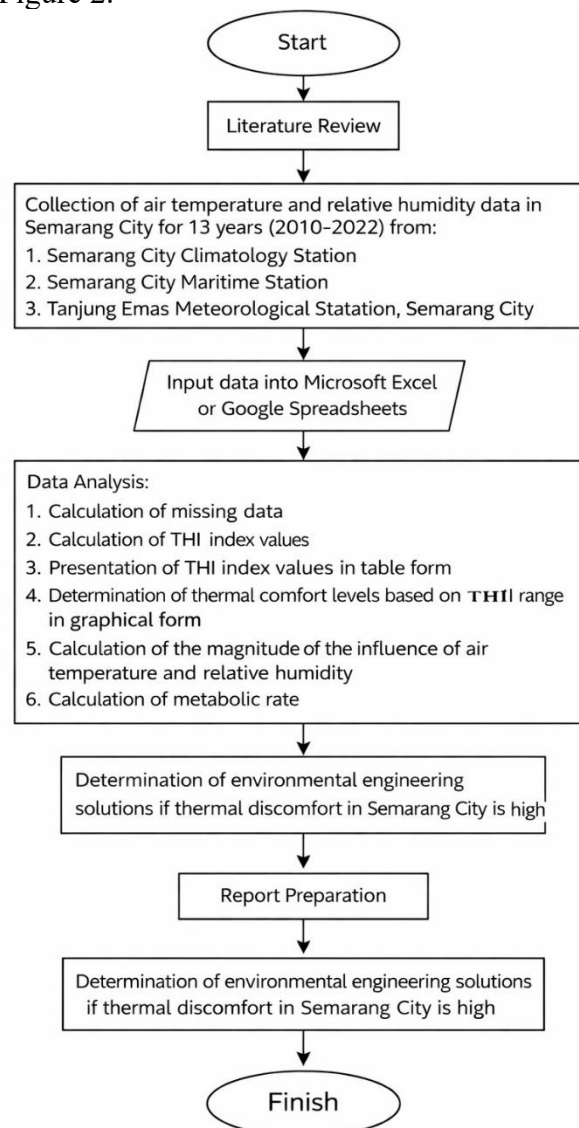 Figure 2.
Start
Literature Review
Collection of air temperature and relative humidity data in
Semarang City for 13 years (2010–2022) from:
1. Semarang City Climatology Station
2. Semarang City Maritime Station
3. Tanjung Emas Meteorological Statation, Semarang City
Input data into Microsoft Excel
or Google Spreadsheets
Data Analysis:
1. Calculation of missing data
2. Calculation of THI index values
3. Presentation of THI index values in table form
4. Determination of thermal comfort levels based on THIl range
in graphical form
5. Calculation of the magnitude of the influence of air
temperature and relative humidity
6. Calculation of metabolic rate
Determination of environmental engineering
solutions if thermal discomfort in Semarang City is high
Report Preparation
Determination of environmental engineering solutions
if thermal discomfort in Semarang City is high
Finish